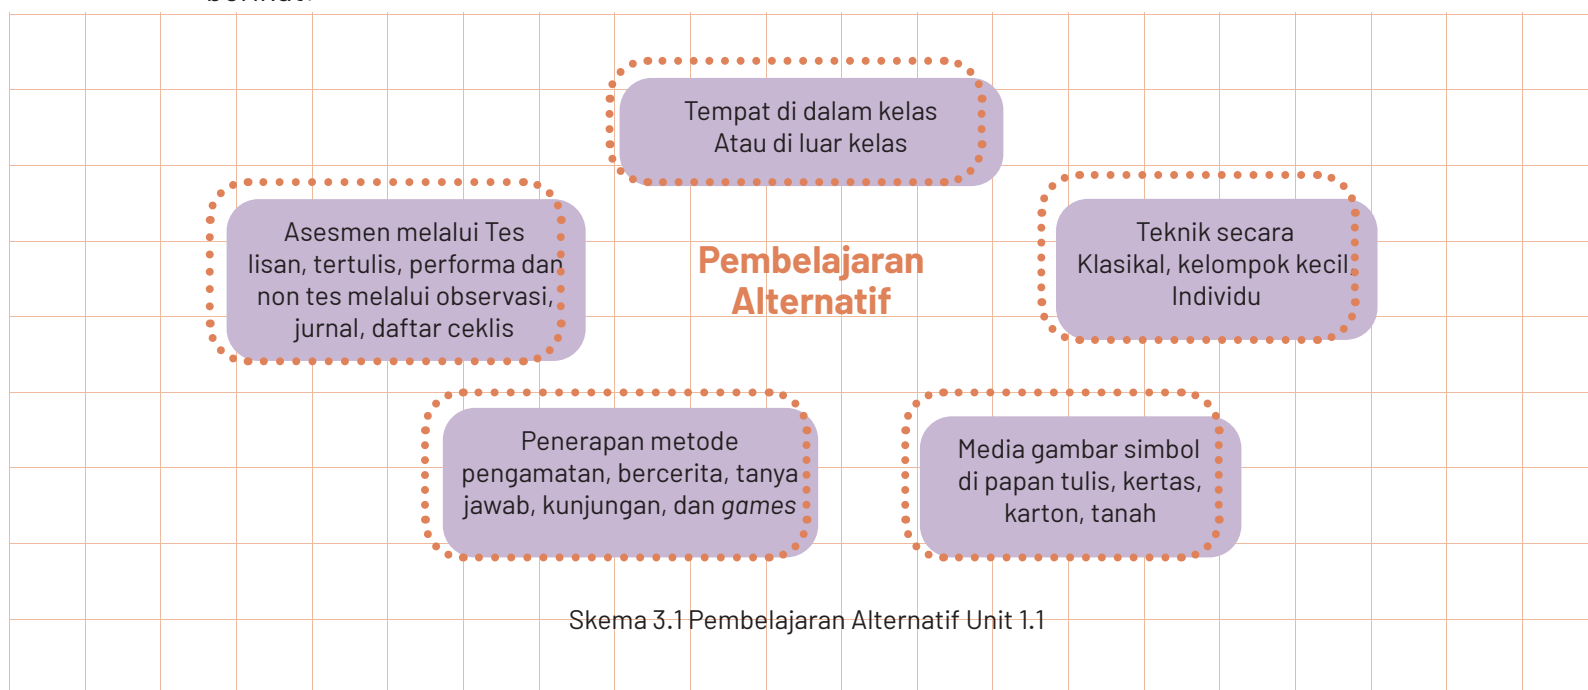 Tempat di dalam kelas
Atau di luar kelas
Asesmen melalui Tes
lisan, tertulis, performa dan
non tes melalui observasi,
jurnal, daftar ceklis
Pembelajaran
Alternatif
Teknik secara
Klasikal, kelompok kecil,
Individu
Penerapan metode
pengamatan, bercerita, tanya
jawab, kunjungan, dan games
Media gambar simbol
di papan tulis, kertas,
karton, tanah
Skema 3.1 Pembelajaran Alternatif Unit 1.1